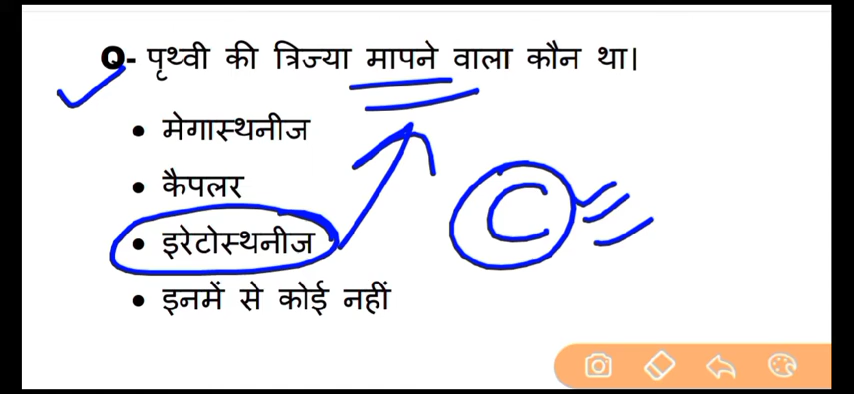 Q- पृथ्वी की त्रिज्या मापने वाला कौन था।
• मेगास्थनीज
• कैपलर
• इरेटोस्थनीज
C
• इनमें से कोई नहीं